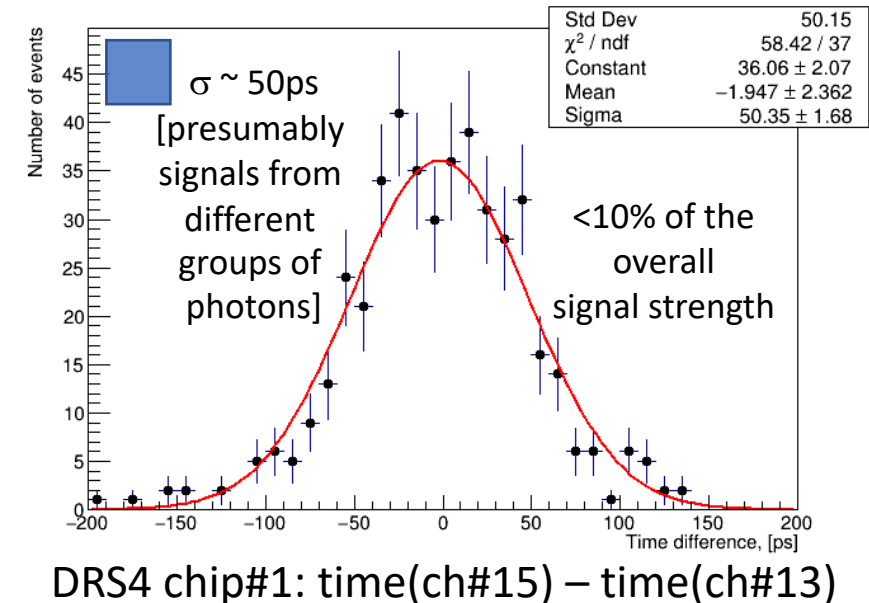 Std Dev 50.15
χ² / ndf 58.42 / 37
Constant 36.06 ± 2.07
Mean −1.947 ± 2.362
Sigma 50.35 ± 1.68
Number of events
45
40
35
30
25
20
15
10
5
0
σ ~ 50ps
[presumably
signals from
different
groups of
photons]
<10% of the
overall
signal strength
−200 −150 −100 −50 0 50 100 150 200
Time difference, [ps]
DRS4 chip#1: time(ch#15) – time(ch#13)